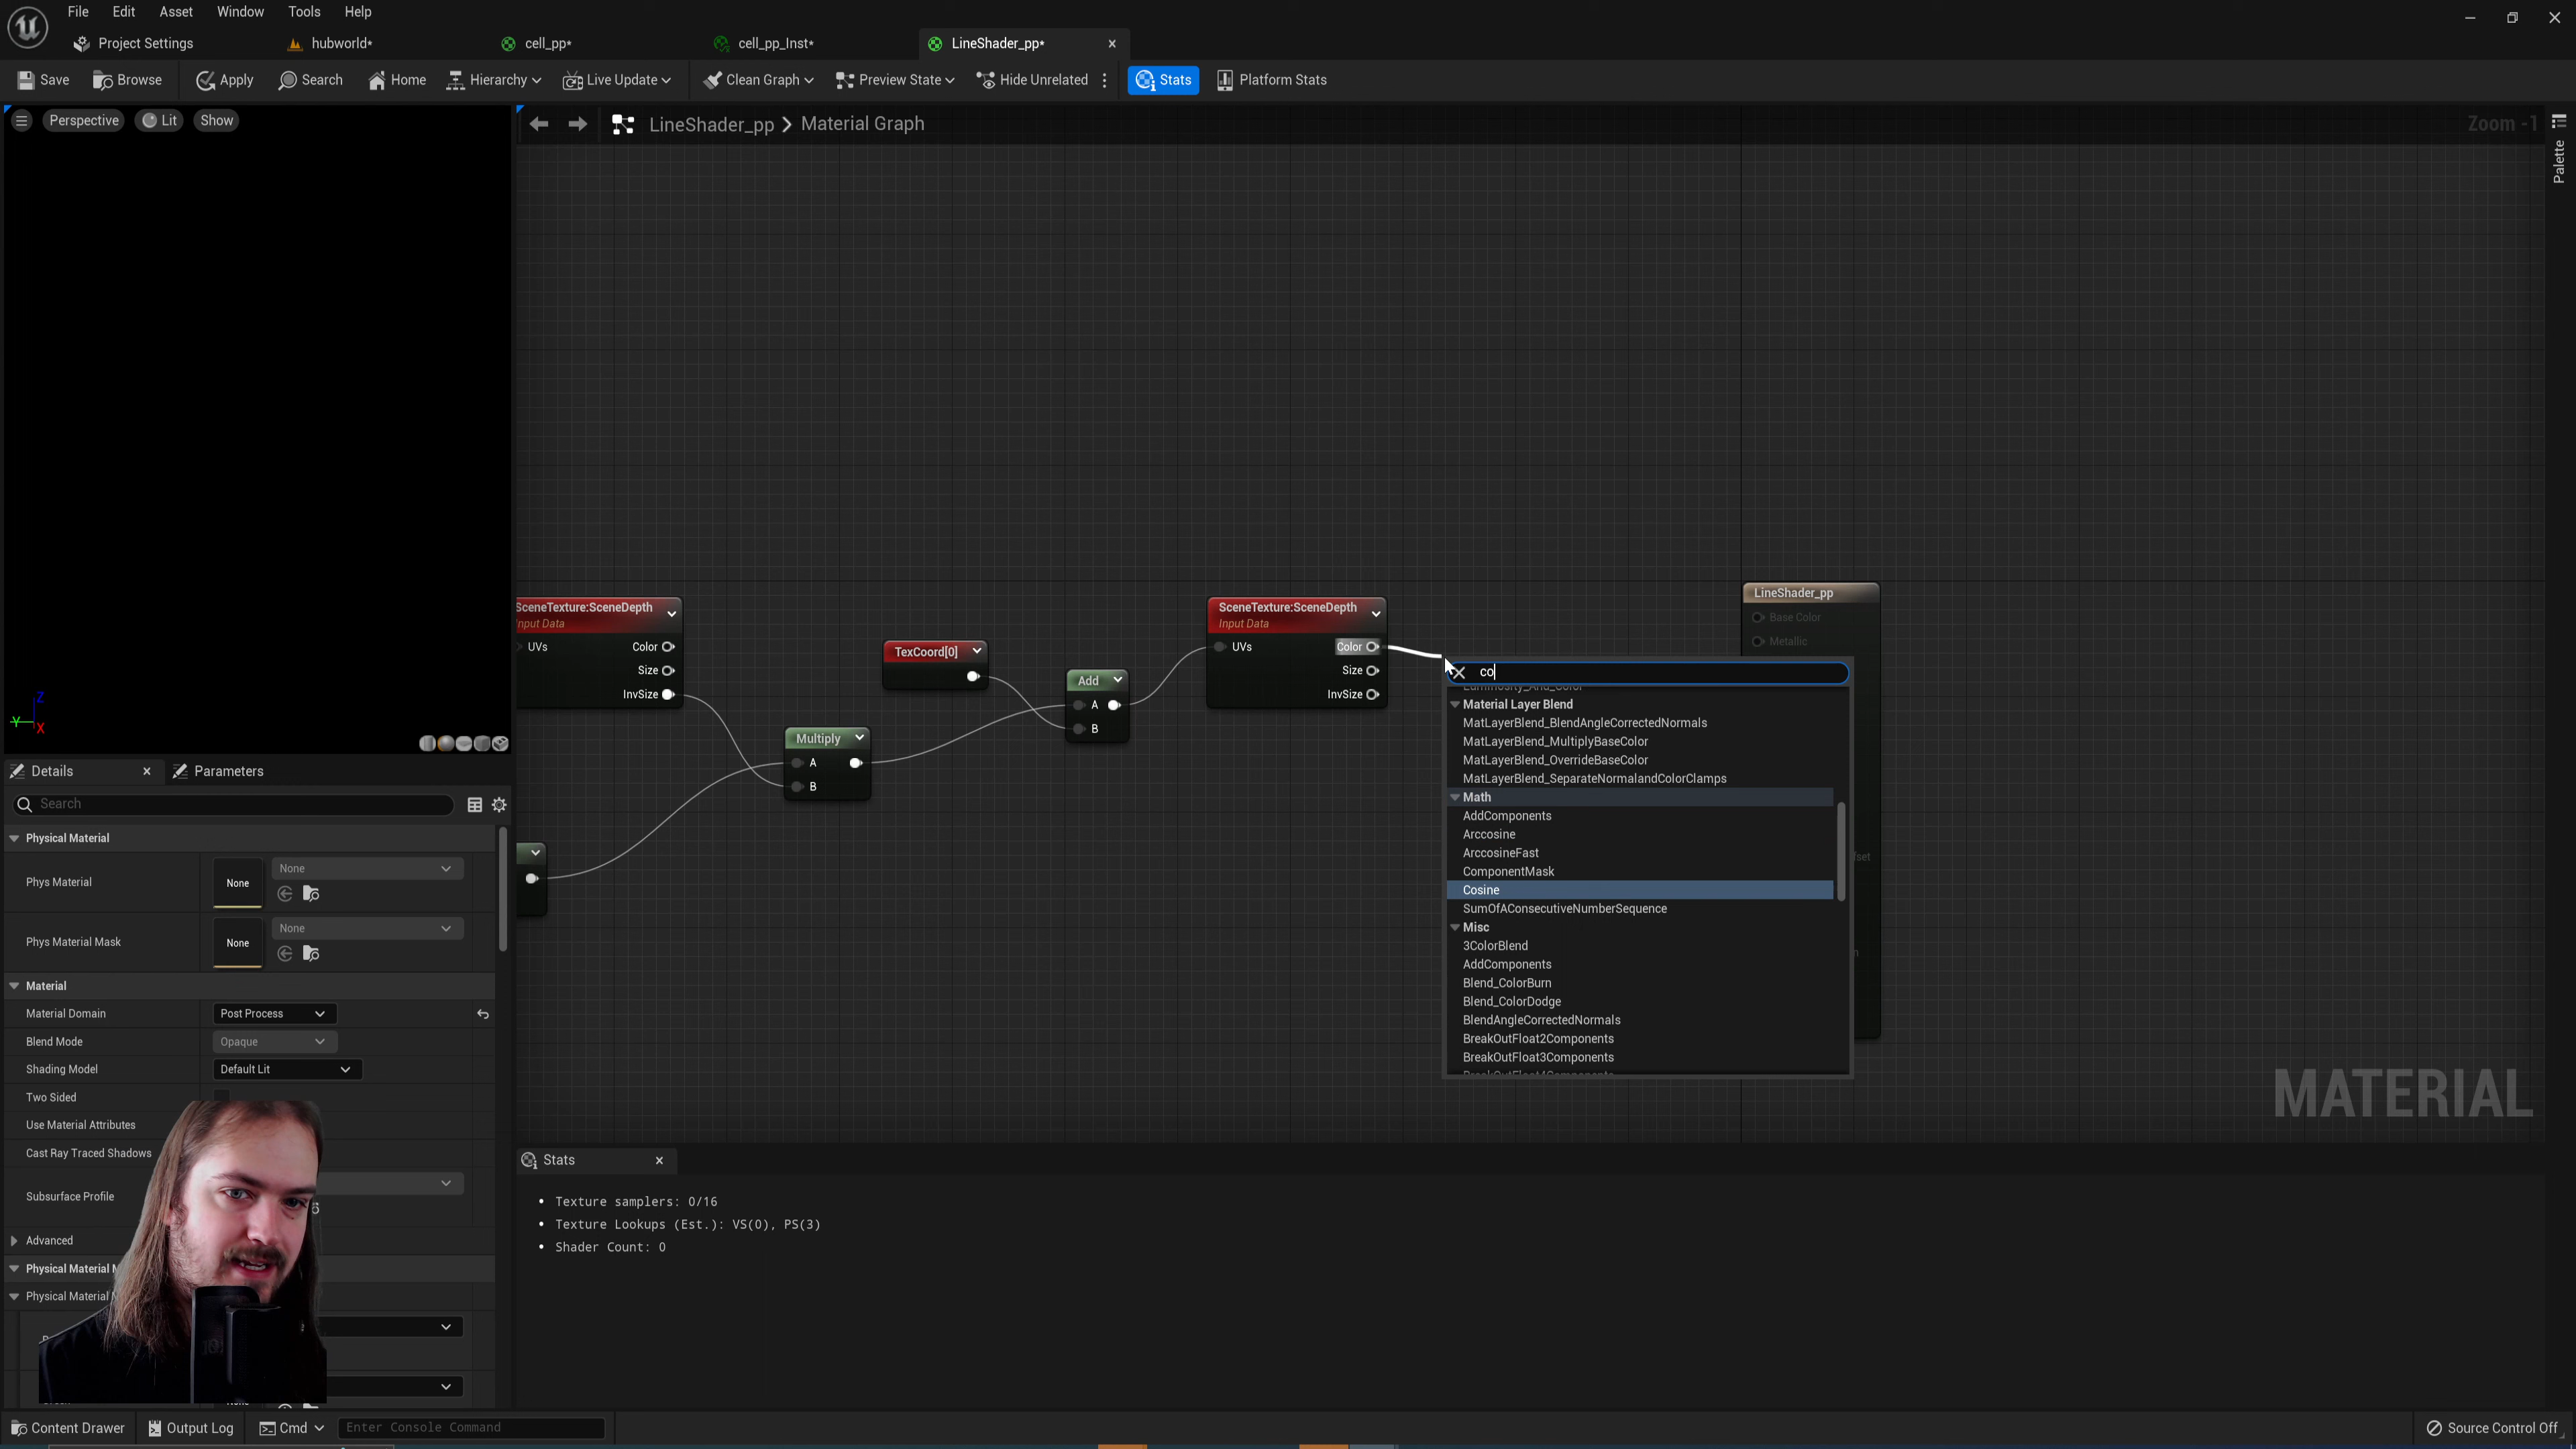 File Edit Asset Window Tools Help
Project Settings hubworld* cell_pp* cell_pp_Inst* LineShader_pp*
Save Browse Apply Search Home Hierarchy Live Update Clean Graph Preview State Hide Unrelated Stats Platform Stats
Perspective Lit Show
LineShader_pp > Material Graph
Zoom -1
Palette
SceneTexture:SceneDepth
nput Data
UVs Color
Size
InvSize
TexCoord[0]
Multiply
A
B
Add
A
B
SceneTexture:SceneDepth
Input Data
UVs Color
Size
InvSize
LineShader_pp
Base Color
Metallic
co
Material Layer Blend
MatLayerBlend_BlendAngleCorrectedNormals
MatLayerBlend_MultiplyBaseColor
MatLayerBlend_OverrideBaseColor
MatLayerBlend_SeparateNormalandColorClamps
Math
AddComponents
Arccosine
ArccosineFast
ComponentMask
Cosine
SumOfAConsecutiveNumberSequence
Misc
3ColorBlend
AddComponents
Blend_ColorBurn
Blend_ColorDodge
BlendAngleCorrectedNormals
BreakOutFloat2Components
BreakOutFloat3Components
MATERIAL
Z
Y
X
Details Parameters
Search
Physical Material
Phys Material None None
Phys Material Mask None None
Material
Material Domain Post Process
Blend Mode Opaque
Shading Model Default Lit
Two Sided
Use Material Attributes
Cast Ray Traced Shadows
Subsurface Profile
Advanced
Physical Material
Physical Material
Stats
• Texture samplers: 0/16
• Texture Lookups (Est.): VS(0), PS(3)
• Shader Count: 0
Content Drawer Output Log Cmd Enter Console Command Source Control Off